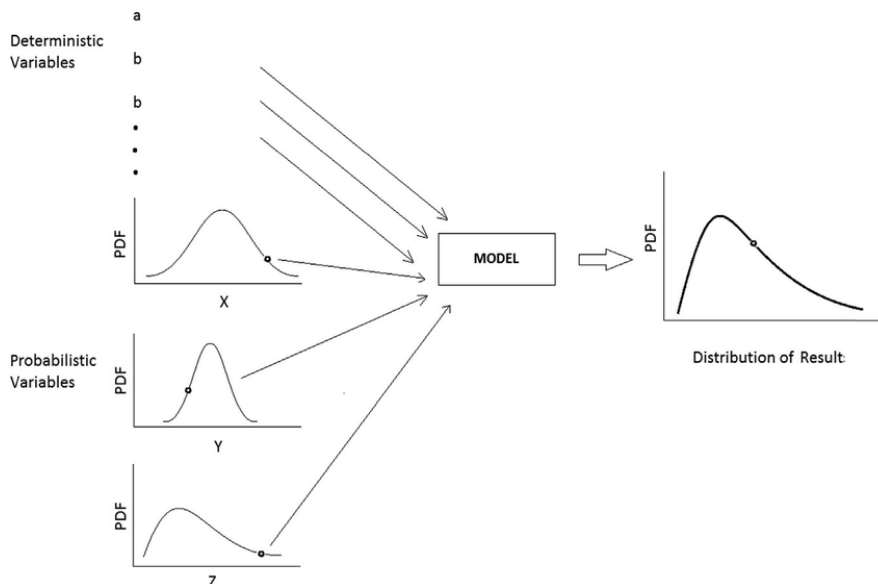 a
Deterministic
Variables
b
b
PDF
X
MODEL
PDF
Distribution of Result
Probabilistic
Variables
PDF
Y
PDF
Z